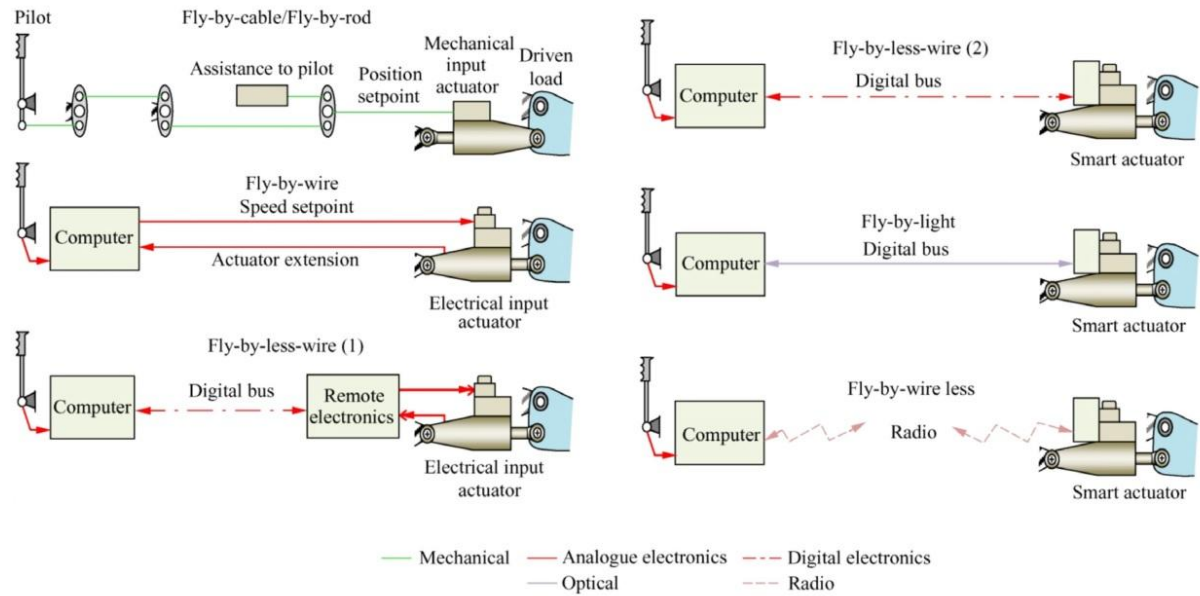 Pilot
Fly-by-cable/Fly-by-rod
Assistance to pilot
Position
setpoint
Mechanical
input
actuator
Driven
load
Fly-by-wire
Speed setpoint
Computer
Actuator extension
Electrical input
actuator
Fly-by-less-wire (1)
Computer
Digital bus
Remote
electronics
Electrical input
actuator
Fly-by-less-wire (2)
Computer
Digital bus
Smart actuator
Fly-by-light
Computer
Digital bus
Smart actuator
Fly-by-wire less
Computer
Radio
Smart actuator
Mechanical
Analogue electronics
Digital electronics
Optical
Radio